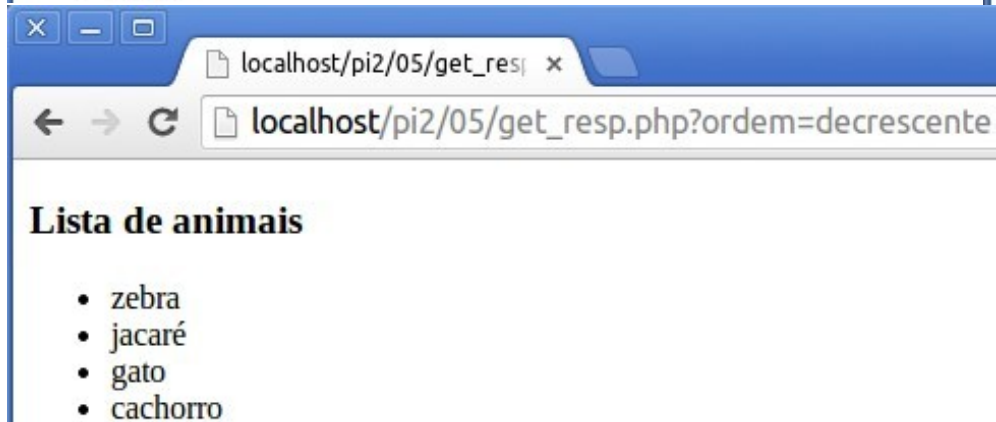 localhost/pi2/05/get_res
localhost/pi2/05/get_resp.php?ordem=decrescente
Lista de animais
• zebra
• jacaré
• gato
• cachorro